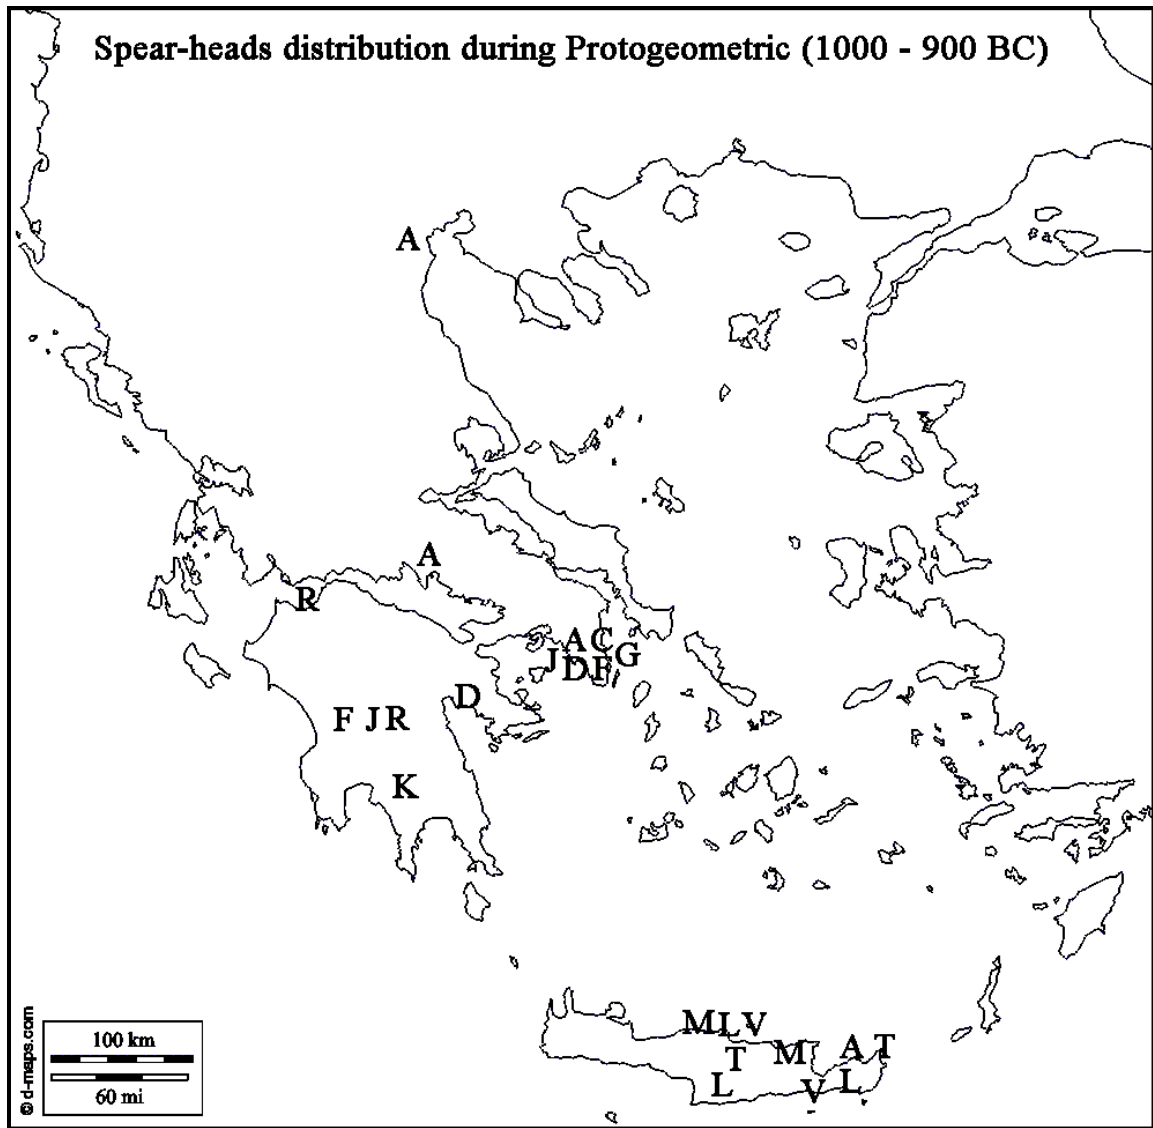 Spear-heads distribution during Protogeometric (1000 - 900 BC)
A
A
R
A C
J D F G
D
F J R
K
M L V
T M A T
L V L
100 km
60 mi
© d-maps.com